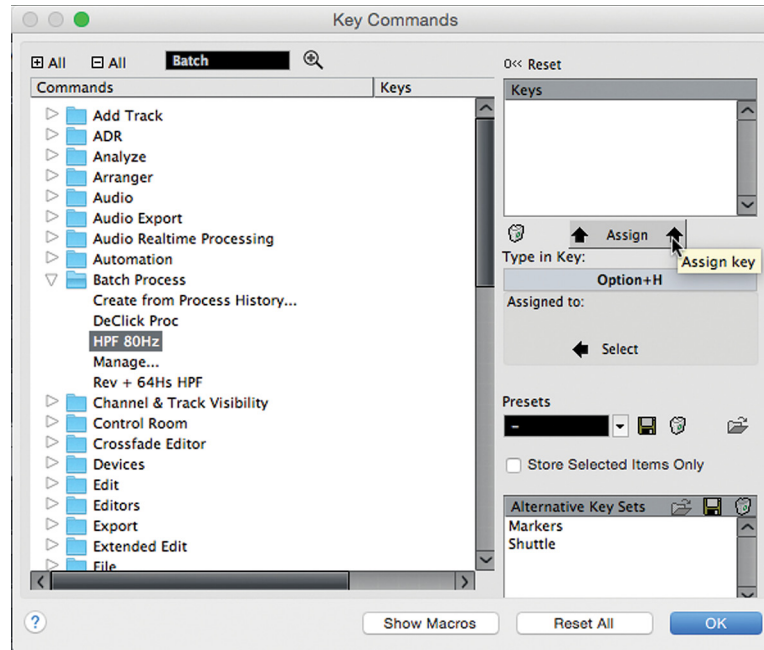 Key Commands
All All Batch
Commands Keys
Add Track
ADR
Analyze
Arranger
Audio
Audio Export
Audio Realtime Processing
Automation
Batch Process
Create from Process History...
DeClick Proc
HPF 80Hz
Manage...
Rev + 64Hs HPF
Channel & Track Visibility
Control Room
Crossfade Editor
Devices
Edit
Editors
Export
Extended Edit
File
0<< Reset
Keys
Assign
Assign key
Type in Key:
Option+H
Assigned to:
Select
Presets
–
Store Selected Items Only
Alternative Key Sets
Markers
Shuttle
? Show Macros Reset All OK